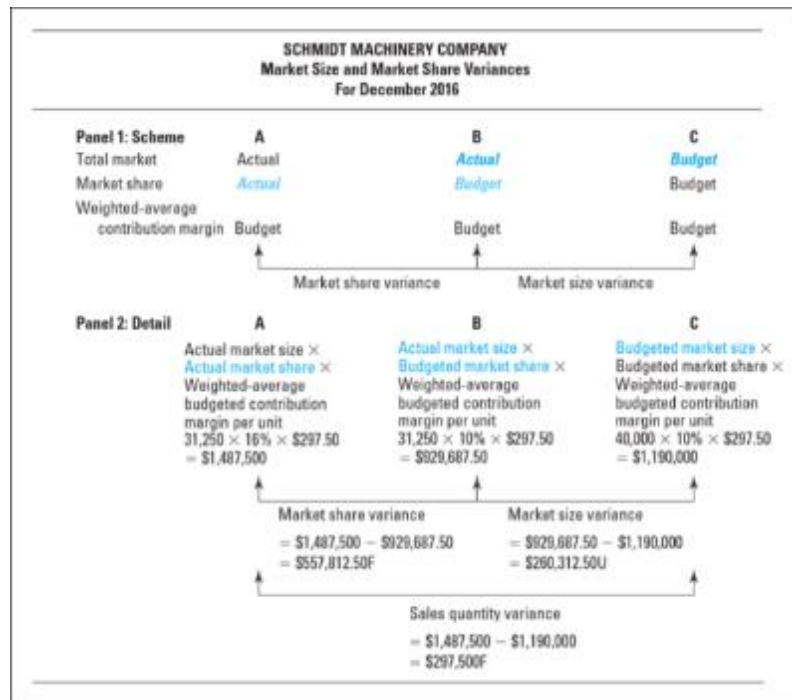 SCHMIDT MACHINERY COMPANY
Market Size and Market Share Variances
For December 2016
Panel 1: Scheme A B C
Total market Actual Actual Budget
Market share Actual Budget Budget
Weighted-average
contribution margin Budget Budget Budget
Market share variance Market size variance
Panel 2: Detail A B C
Actual market size × Actual market size × Budgeted market size ×
Actual market share × Budgeted market share × Budgeted market share ×
Weighted-average Weighted-average Weighted-average
budgeted contribution budgeted contribution budgeted contribution
margin per unit margin per unit margin per unit
31,250 × 16% × $297.50 31,250 × 10% × $297.50 40,000 × 10% × $297.50
= $1,487,500 = $929,687.50 = $1,190,000
Market share variance Market size variance
= $1,487,500 − $929,687.50 = $929,687.50 − $1,190,000
= $557,812.50F = $260,312.50U
Sales quantity variance
= $1,487,500 − $1,190,000
= $297,500F